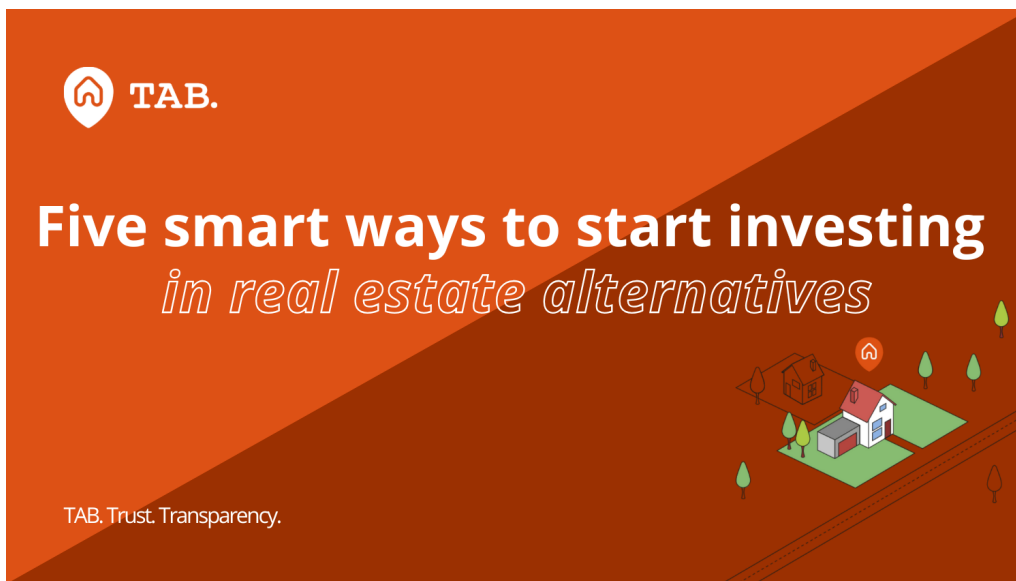 TAB.
Five smart ways to start investing
in real estate alternatives
TAB. Trust. Transparency.